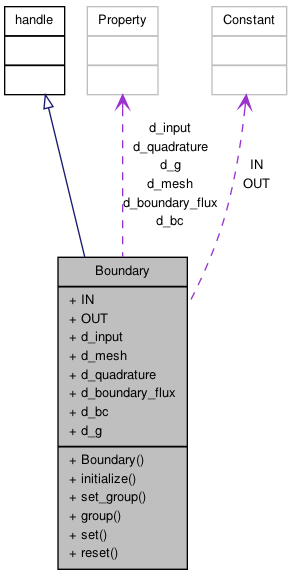 handle
Property
Constant
d_input
d_quadrature
d_g
d_mesh
d_boundary_flux
d_bc
IN
OUT
Boundary
+ IN
+ OUT
+ d_input
+ d_mesh
+ d_quadrature
+ d_boundary_flux
+ d_bc
+ d_g
+ Boundary()
+ initialize()
+ set_group()
+ group()
+ set()
+ reset()